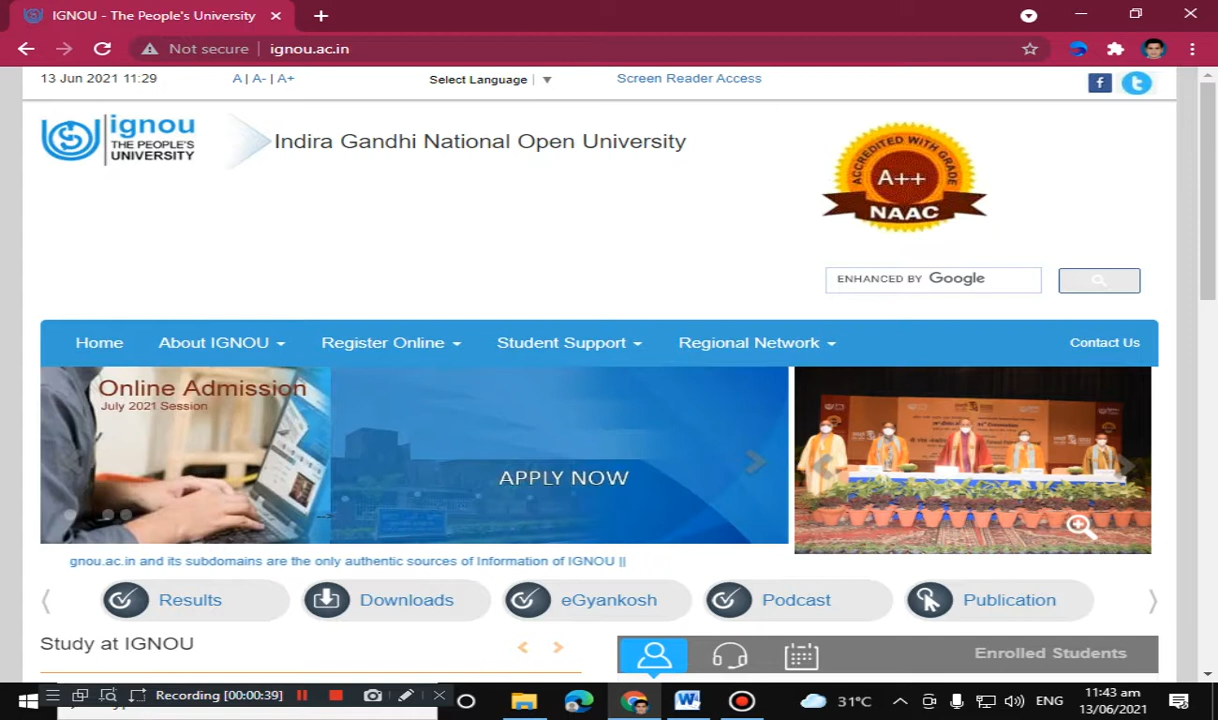 IGNOU - The People's University
Not secure | ignou.ac.in
13 Jun 2021 11:29 A | A- | A+ Select Language | ▼ Screen Reader Access
ignou
THE PEOPLE'S
UNIVERSITY
Indira Gandhi National Open University
ACCREDITED WITH GRADE
A++
NAAC
ENHANCED BY Google
Home About IGNOU Register Online Student Support Regional Network Contact Us
Online Admission
July 2021 Session
APPLY NOW
-->
gnou.ac.in and its subdomains are the only authentic sources of Information of IGNOU ||
Results Downloads eGyankosh Podcast Publication
Study at IGNOU
Enrolled Students
Recording [00:00:39]
31°C ENG
11:43 am
13/06/2021